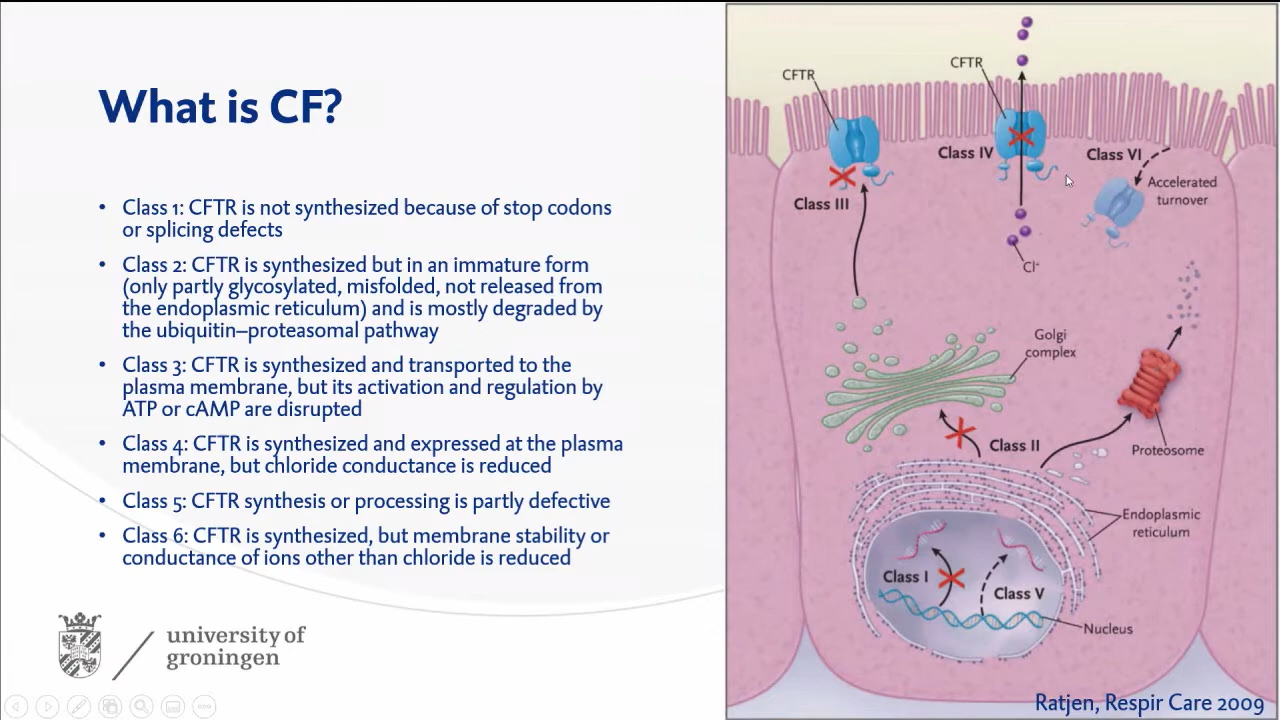 What is CF?
• Class 1: CFTR is not synthesized because of stop codons
or splicing defects
• Class 2: CFTR is synthesized but in an immature form
(only partly glycosylated, misfolded, not released from
the endoplasmic reticulum) and is mostly degraded by
the ubiquitin–proteasomal pathway
• Class 3: CFTR is synthesized and transported to the
plasma membrane, but its activation and regulation by
ATP or cAMP are disrupted
• Class 4: CFTR is synthesized and expressed at the plasma
membrane, but chloride conductance is reduced
• Class 5: CFTR synthesis or processing is partly defective
• Class 6: CFTR is synthesized, but membrane stability or
conductance of ions other than chloride is reduced
university of
groningen
CFTR
CFTR
Class IV
Class VI
Accelerated
turnover
Class III
Cl⁻
Golgi
complex
Class II
Proteosome
Endoplasmic
reticulum
Class I
Class V
Nucleus
Ratjen, Respir Care 2009